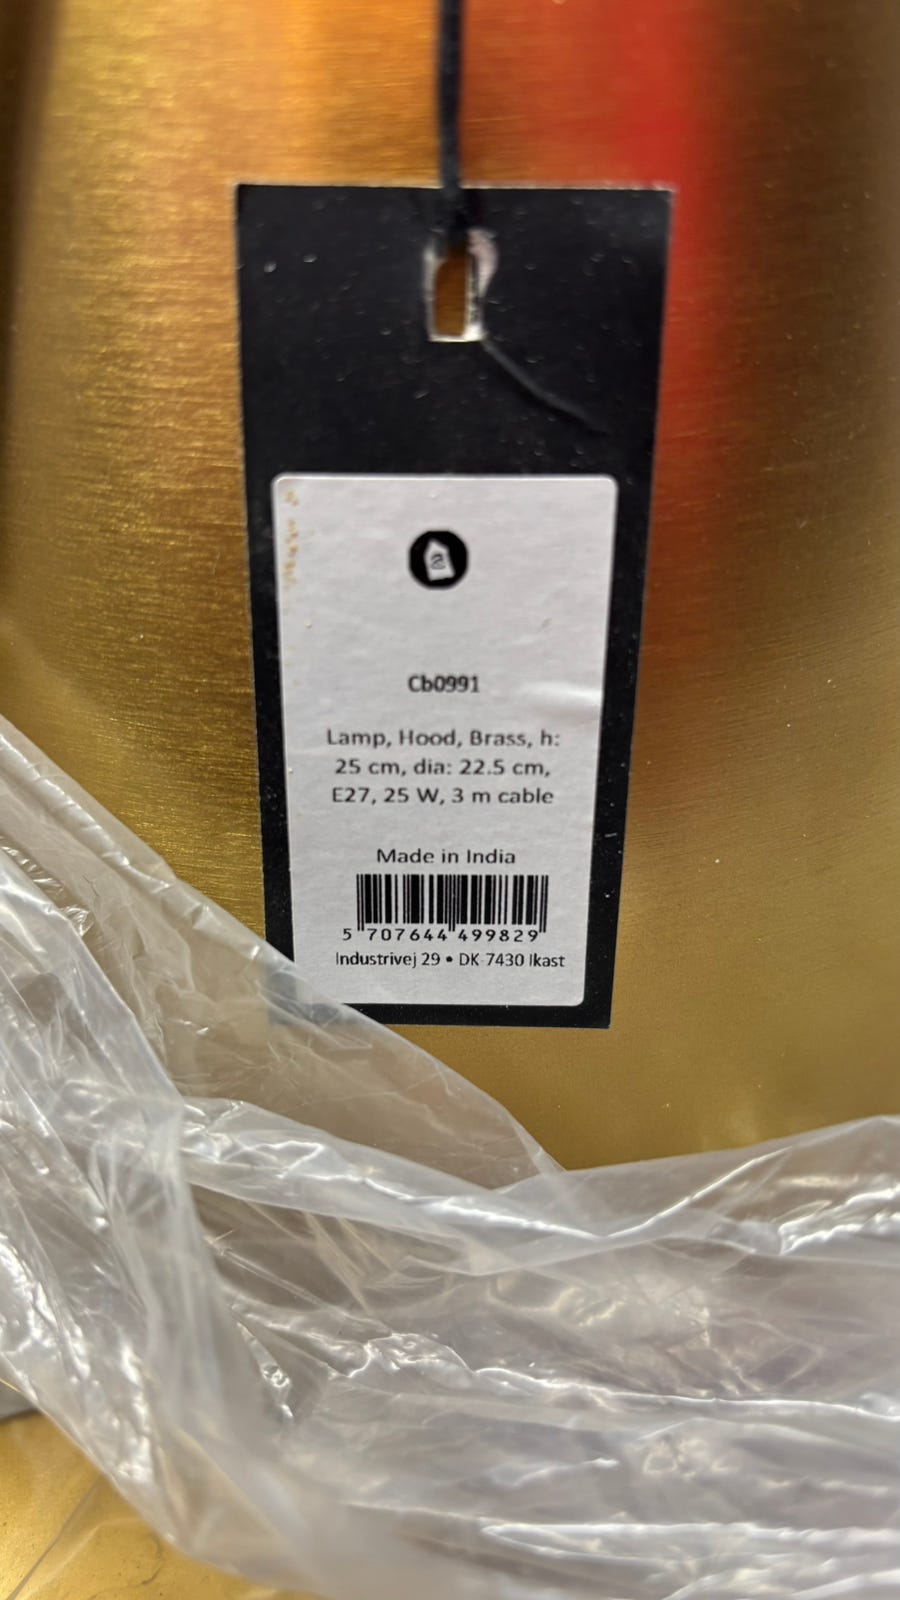 Cb0991
Lamp, Hood, Brass, h:
25 cm, dia: 22.5 cm,
E27, 25 W, 3 m cable
Made in India
5 707644 499829
Industrivej 29 • DK-7430 Ikast